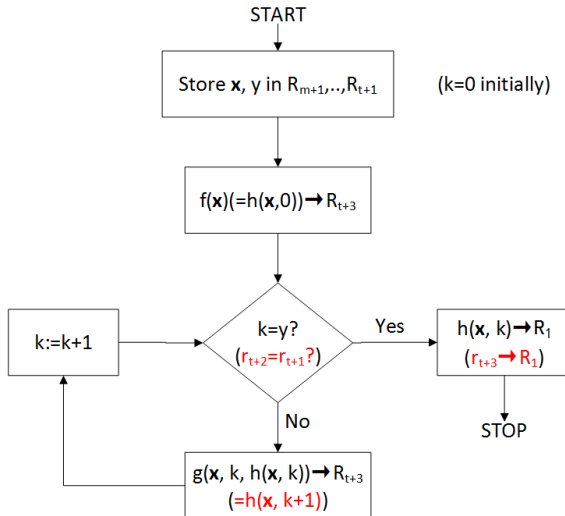 START
Store x, y in Rm+1,..,Rt+1
(k=0 initially)
f(x)(=h(x,0))→Rt+3
k=y?
(rt+2=rt+1?)
Yes
h(x, k)→R1
(rt+3→R1)
STOP
k:=k+1
No
g(x, k, h(x, k))→Rt+3
(=h(x, k+1))